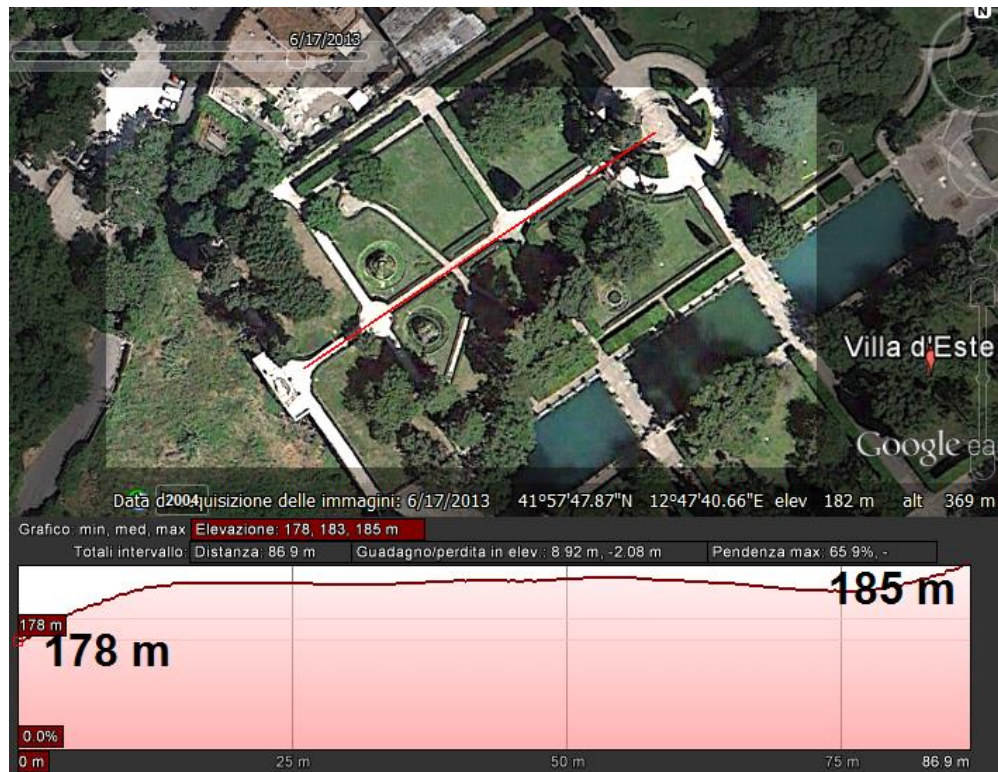 N
6/17/2013
Villa d'Este
Google ea
2004
Data d quisizione delle immagini: 6/17/2013 41°57'47.87"N 12°47'40.66"E elev 182 m alt 369 m
Grafico: min, med, max Elevazione: 178, 183, 185 m
Totali intervallo: Distanza: 86.9 m Guadagno/perdita in elev.: 8.92 m, -2.08 m Pendenza max: 65.9%, -
185 m
178 m
178 m
0.0%
0 m 25 m 50 m 75 m 86.9 m